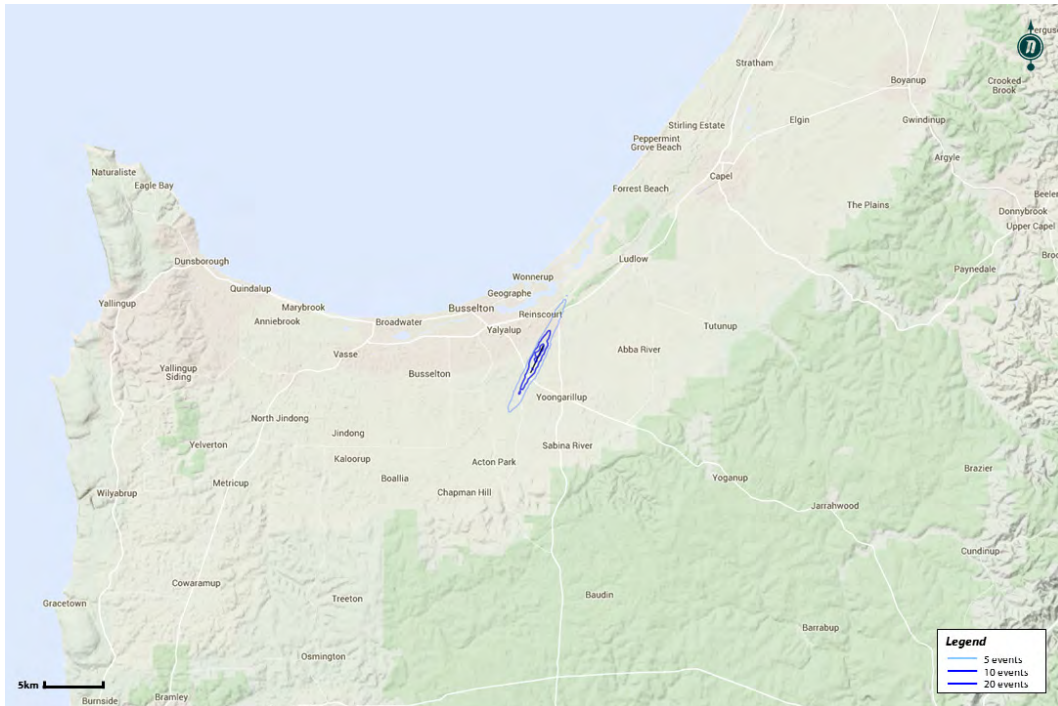 Fergus
Stratham
Boyanup
Crooked
Brook
Elgin
Gwindinup
Stirling Estate
Peppermint
Grove Beach
Argyle
Naturaliste
Capel
Eagle Bay
Forrest Beach
Beeler
The Plains
Donnybrook
Upper Capel
Dunsborough
Ludlow
Broo
Paynedale
Wonnerup
Quindalup
Geographe
Yallingup
Marybrook
Busselton
Reinscourt
Anniebrook
Broadwater
Yalyalup
Tutunup
Vasse
Abba River
Yallingup
Siding
Busselton
Yoongarillup
North Jindong
Jindong
Yelverton
Sabina River
Kaloorup
Acton Park
Brazier
Metricup
Boallia
Yoganup
Wilyabrup
Chapman Hill
Jarrahwood
Cundinup
Cowaramup
Treeton
Baudin
Gracetown
Barrabup
Legend
Osmington
5 events
10 events
20 events
5km
Bramley
Burnside